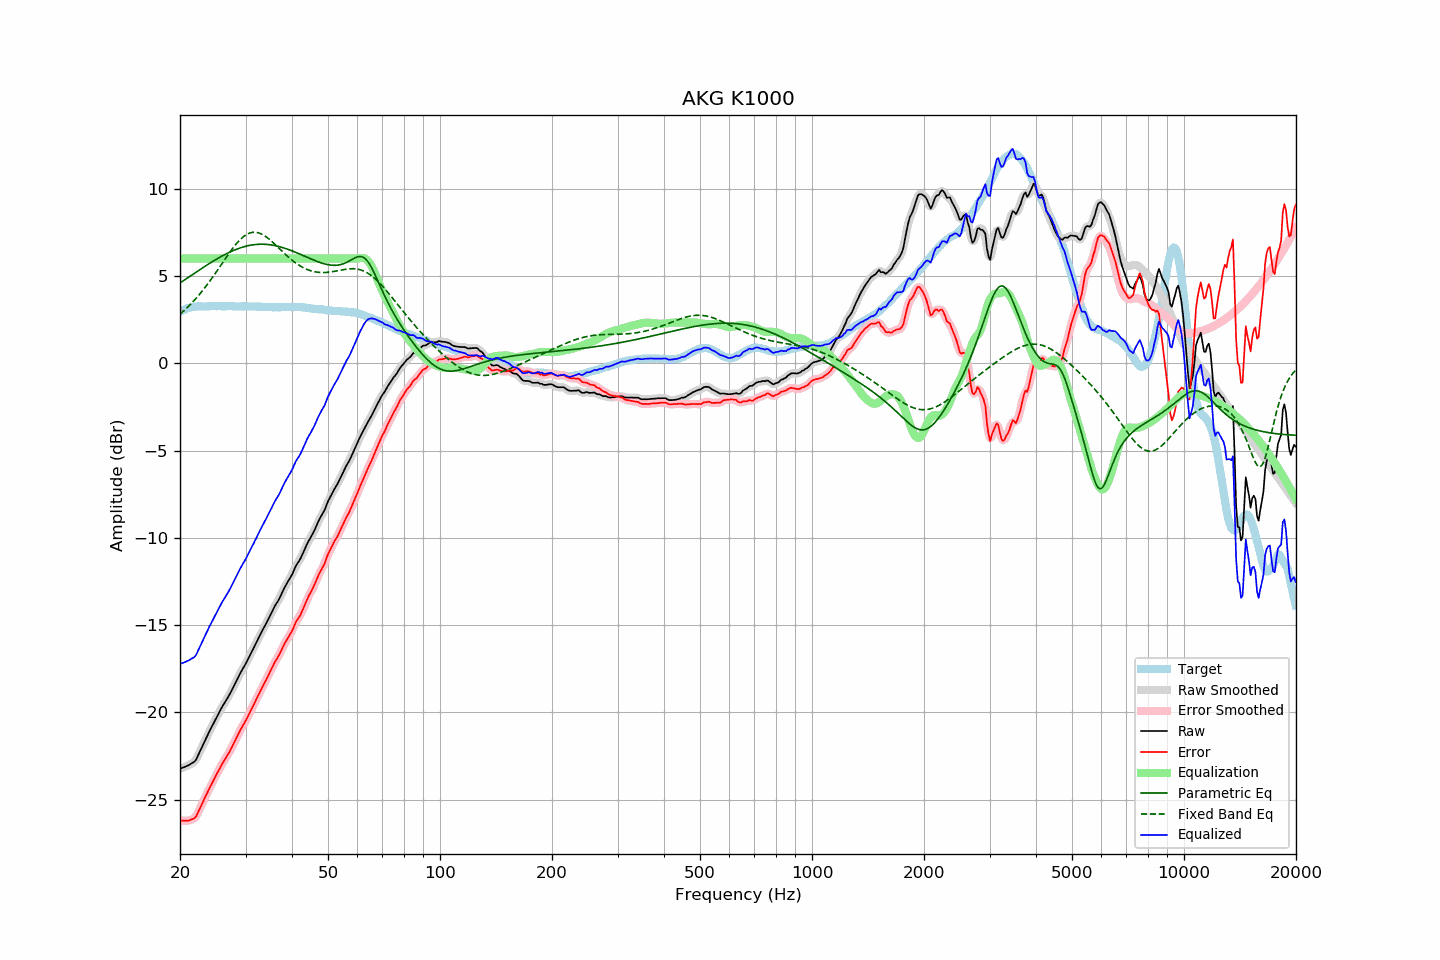 AKG K1000
10
5
0
−5
−10
−15
−20
−25
Amplitude (dBr)
20
50
100
200
500
1000
2000
5000
10000
20000
Frequency (Hz)
Target
Raw Smoothed
Error Smoothed
Raw
Error
Equalization
Parametric Eq
Fixed Band Eq
Equalized